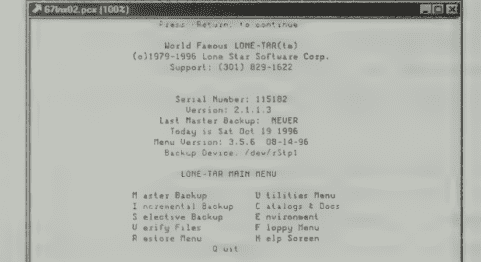 67lne02.pcx (100%)
Press <Return> to continue
World Famous LONE-TAR(tm)
(c)1979-1996 Lone Star Software Corp.
Support: (301) 829-1622
Serial Number: 115182
Version: 2.1.1.3
Last Master Backup: NEVER
Today is Sat Oct 19 1996
Menu Version: 3.5.6 08-14-96
Backup Device: /dev/rStp1
LONE-TAR MAIN MENU
M aster Backup U tilities Menu
I ncremental Backup C atalogs & Docs
S elective Backup E nvironment
V erify Files F loppy Menu
R estore Menu H elp Screen
Q uit